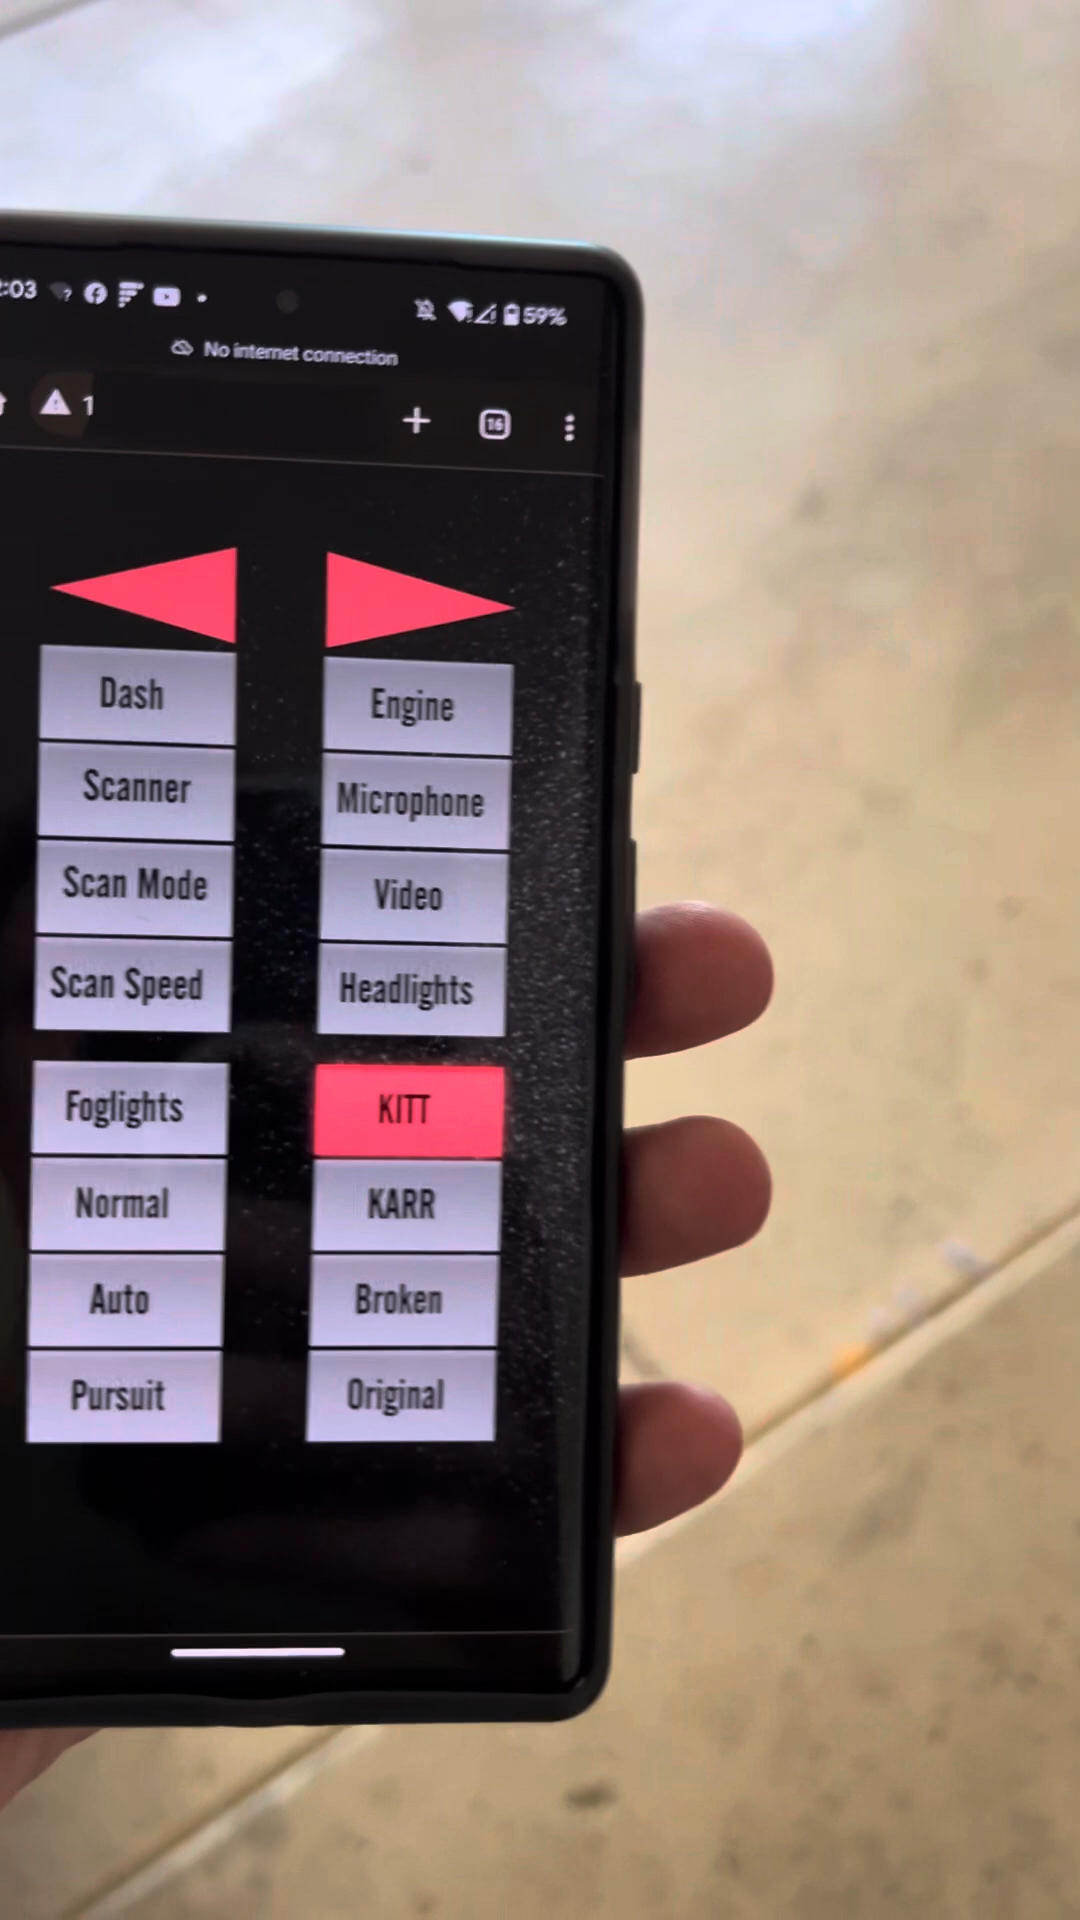 :03 59%
No internet connection
1 16
Dash Engine
Scanner Microphone
Scan Mode Video
Scan Speed Headlights
Foglights KITT
Normal KARR
Auto Broken
Pursuit Original